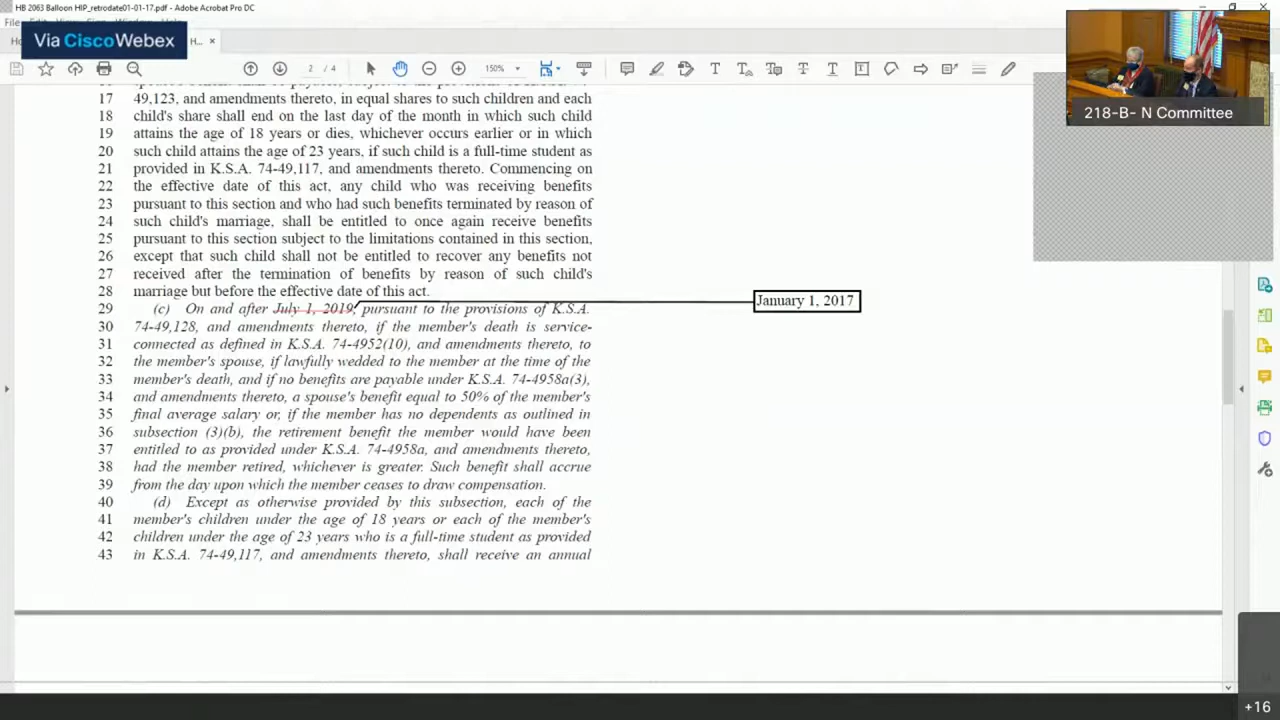 HB 2063 Balloon HIP_retrodate01-01-17.pdf - Adobe Acrobat Pro DC
Via Cisco Webex
H...
2 / 4
150%
218-B- N Committee
17 49,123, and amendments thereto, in equal shares to such children and each
18 child's share shall end on the last day of the month in which such child
19 attains the age of 18 years or dies, whichever occurs earlier or in which
20 such child attains the age of 23 years, if such child is a full-time student as
21 provided in K.S.A. 74-49,117, and amendments thereto. Commencing on
22 the effective date of this act, any child who was receiving benefits
23 pursuant to this section and who had such benefits terminated by reason of
24 such child's marriage, shall be entitled to once again receive benefits
25 pursuant to this section subject to the limitations contained in this section,
26 except that such child shall not be entitled to recover any benefits not
27 received after the termination of benefits by reason of such child's
28 marriage but before the effective date of this act.
29 (c) On and after July 1, 2019, pursuant to the provisions of K.S.A.
January 1, 2017
30 74-49,128, and amendments thereto, if the member's death is service-
31 connected as defined in K.S.A. 74-4952(10), and amendments thereto, to
32 the member's spouse, if lawfully wedded to the member at the time of the
33 member's death, and if no benefits are payable under K.S.A. 74-4958a(3),
34 and amendments thereto, a spouse's benefit equal to 50% of the member's
35 final average salary or, if the member has no dependents as outlined in
36 subsection (3)(b), the retirement benefit the member would have been
37 entitled to as provided under K.S.A. 74-4958a, and amendments thereto,
38 had the member retired, whichever is greater. Such benefit shall accrue
39 from the day upon which the member ceases to draw compensation.
40 (d) Except as otherwise provided by this subsection, each of the
41 member's children under the age of 18 years or each of the member's
42 children under the age of 23 years who is a full-time student as provided
43 in K.S.A. 74-49,117, and amendments thereto, shall receive an annual
+16